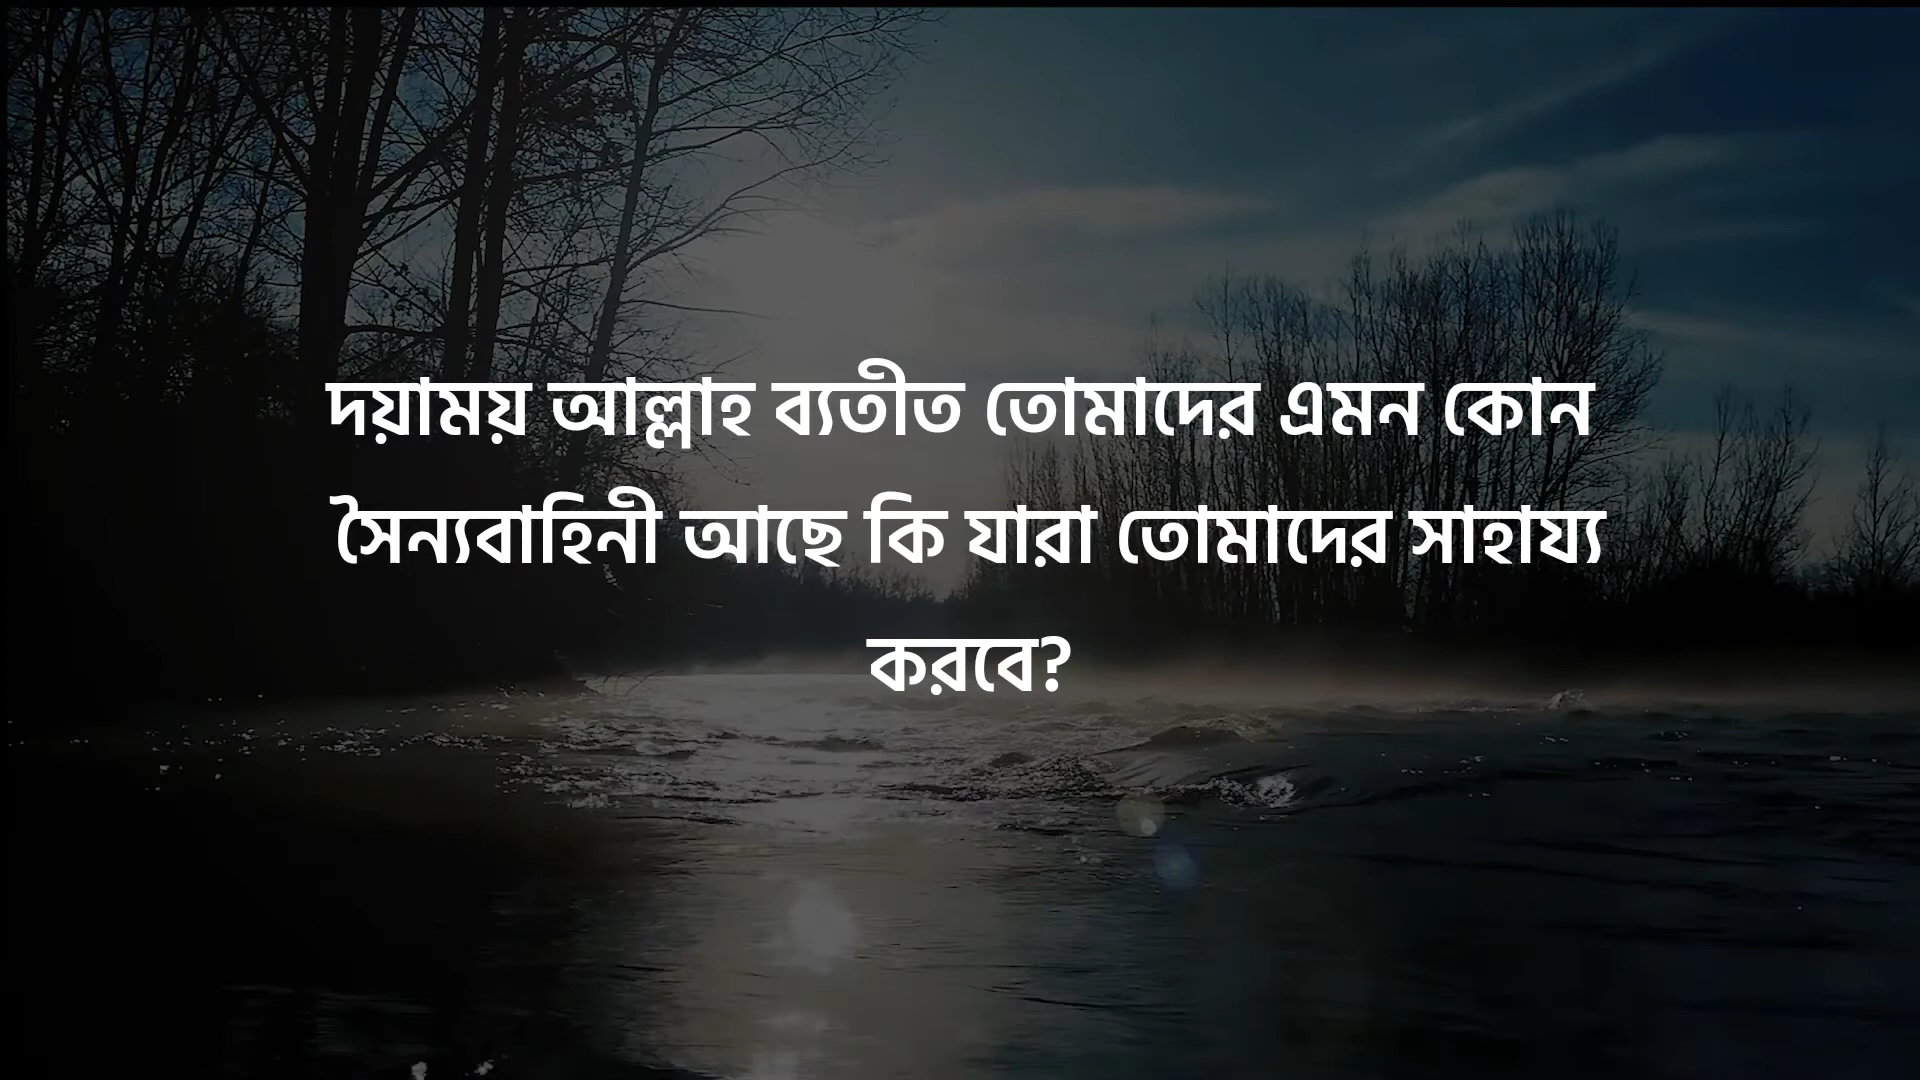 দয়াময় আল্লাহ ব্যতীত তোমাদের এমন কোন
সৈন্যবাহিনী আছে কি যারা তোমাদের সাহায্য
করবে?